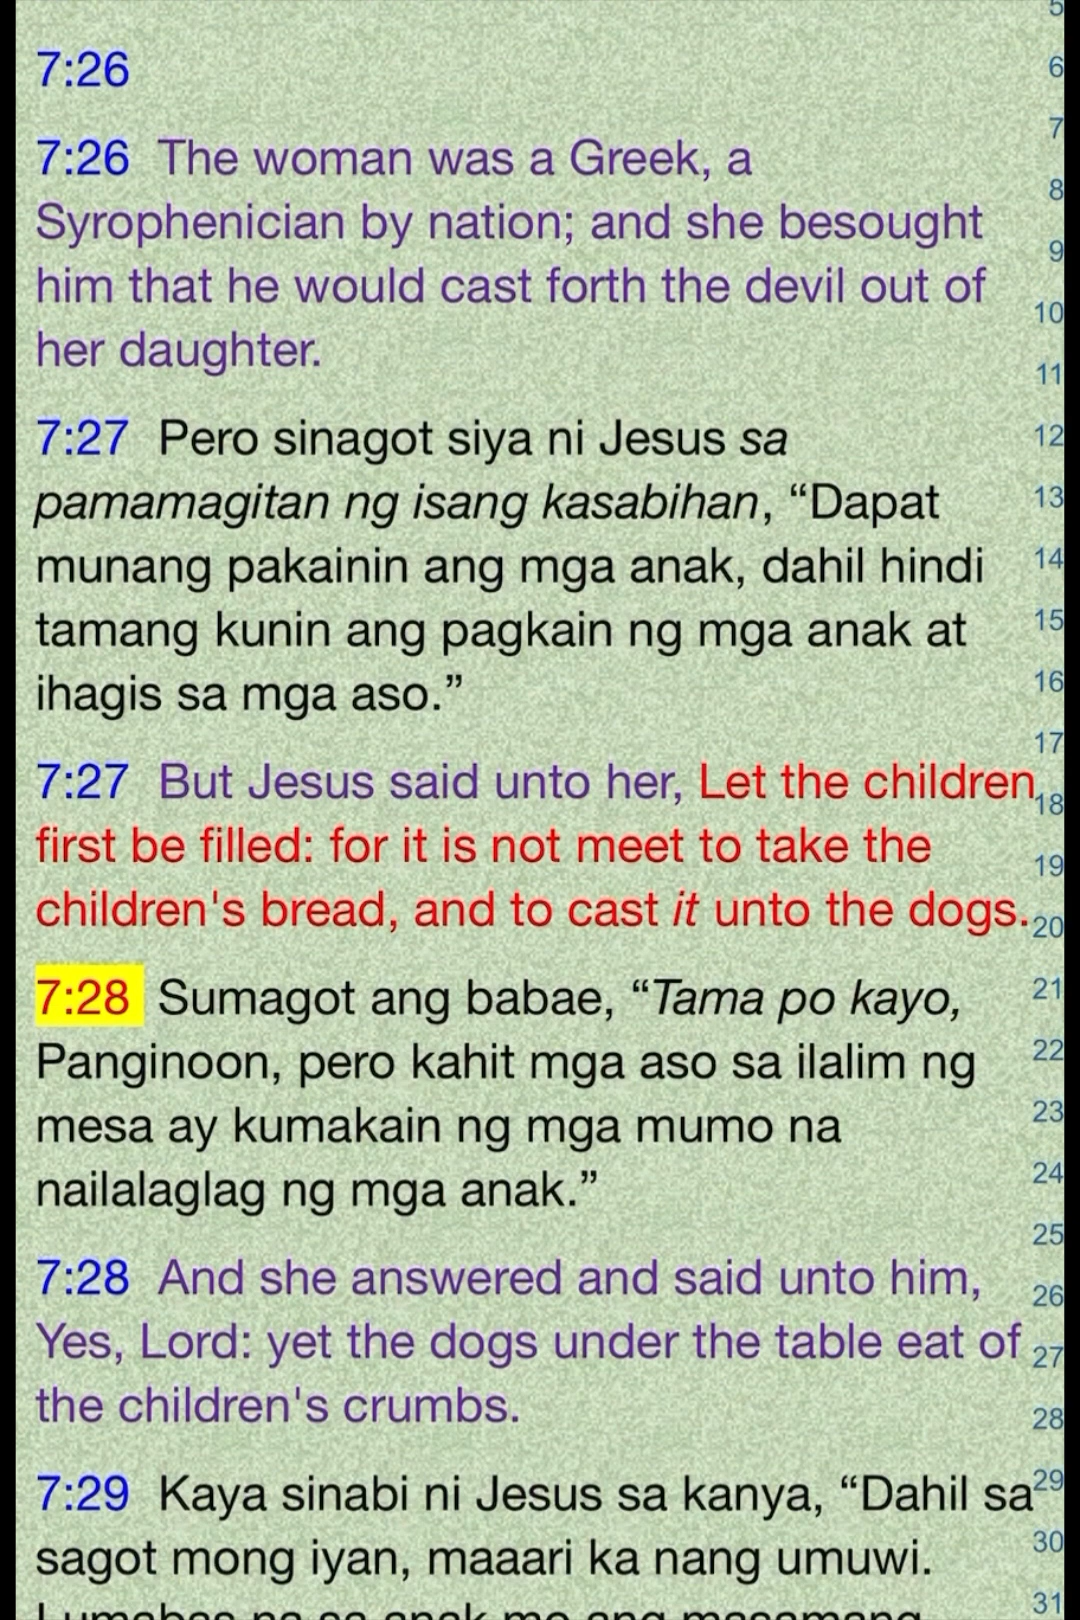 7:26
7:26 The woman was a Greek, a
Syrophenician by nation; and she besought
him that he would cast forth the devil out of
her daughter.
7:27 Pero sinagot siya ni Jesus sa
pamamagitan ng isang kasabihan, “Dapat
munang pakainin ang mga anak, dahil hindi
tamang kunin ang pagkain ng mga anak at
ihagis sa mga aso.”
7:27 But Jesus said unto her, Let the children
first be filled: for it is not meet to take the
children's bread, and to cast it unto the dogs.
7:28 Sumagot ang babae, “Tama po kayo,
Panginoon, pero kahit mga aso sa ilalim ng
mesa ay kumakain ng mga mumo na
nailalaglag ng mga anak.”
7:28 And she answered and said unto him,
Yes, Lord: yet the dogs under the table eat of
the children's crumbs.
7:29 Kaya sinabi ni Jesus sa kanya, “Dahil sa
sagot mong iyan, maaari ka nang umuwi.
5
6
7
8
9
10
11
12
13
14
15
16
17
18
19
20
21
22
23
24
25
26
27
28
29
30
31